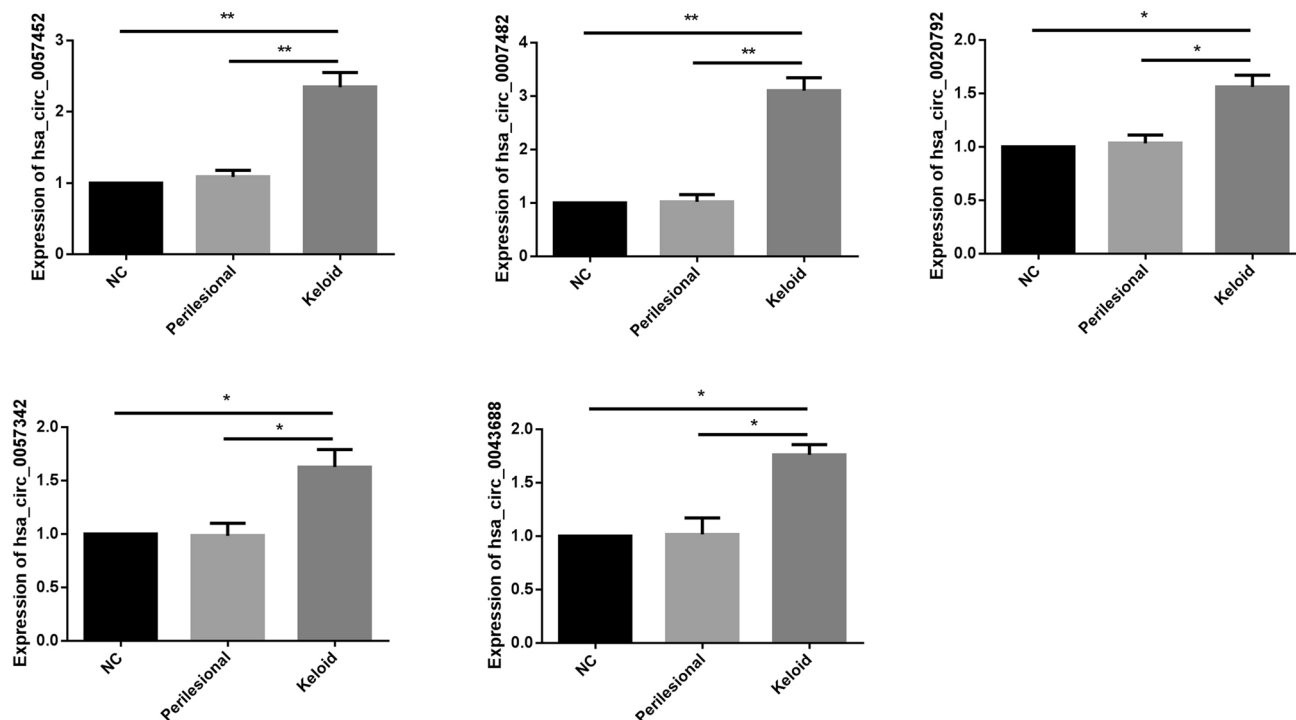 **
**
Expression of hsa_circ_0057452
3
2
1
0
NC
Perilesional
Keloid
**
**
Expression of hsa_circ_0007482
4
3
2
1
0
NC
Perilesional
Keloid
*
*
Expression of hsa_circ_0020792
2.0
1.5
1.0
0.5
0.0
NC
Perilesional
Keloid
*
*
Expression of hsa_circ_0057342
2.0
1.5
1.0
0.5
0.0
NC
Perilesional
Keloid
*
*
Expression of hsa_circ_0043688
2.0
1.5
1.0
0.5
0.0
NC
Perilesional
Keloid